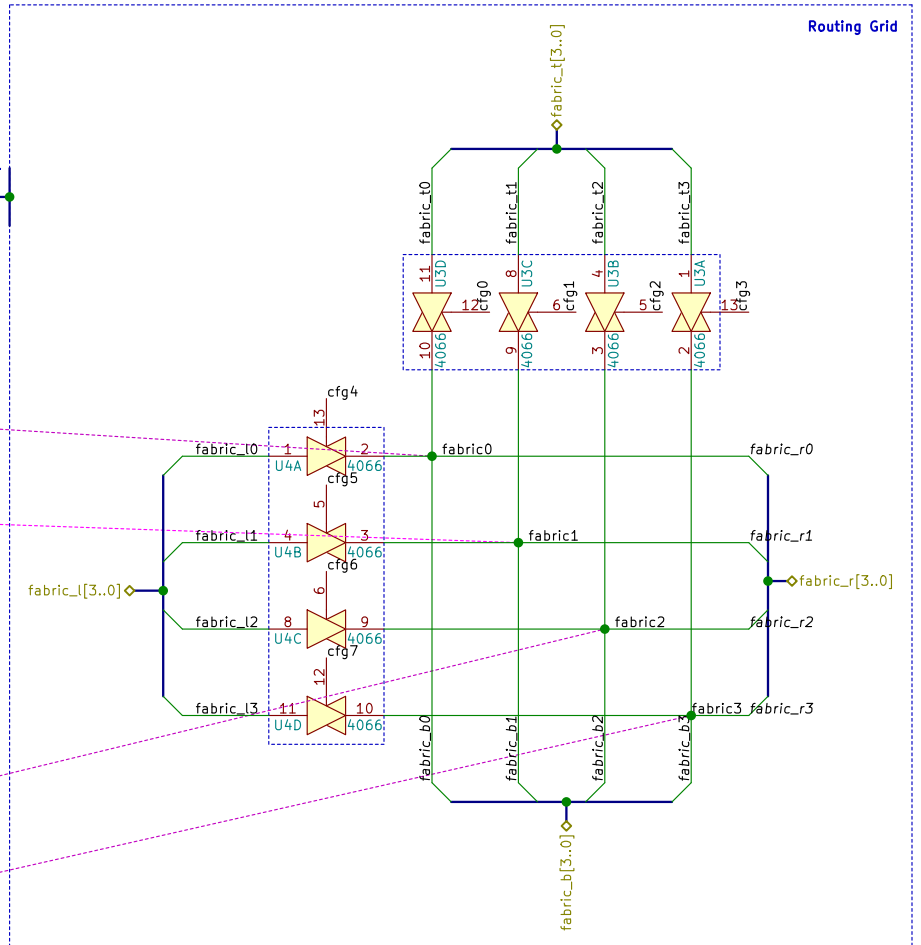 Routing Grid
fabric_t[3..0]
fabric_t0
fabric_t1
fabric_t2
fabric_t3
11
U3D
8
U3C
4
U3B
1
U3A
12
cfg0
6
cfg1
5
cfg2
13
cfg3
10
4066
9
4066
3
4066
2
4066
cfg4
13
fabric_l0
1
2
fabric0
fabric_r0
U4A
4066
cfg5
5
fabric_l1
4
3
fabric1
fabric_r1
U4B
4066
cfg6
6
fabric_l[3..0]
fabric_r[3..0]
fabric_l2
8
9
fabric2
fabric_r2
U4C
4066
cfg7
12
fabric_l3
11
10
fabric3
fabric_r3
U4D
4066
fabric_b0
fabric_b1
fabric_b2
fabric_b3
fabric_b[3..0]